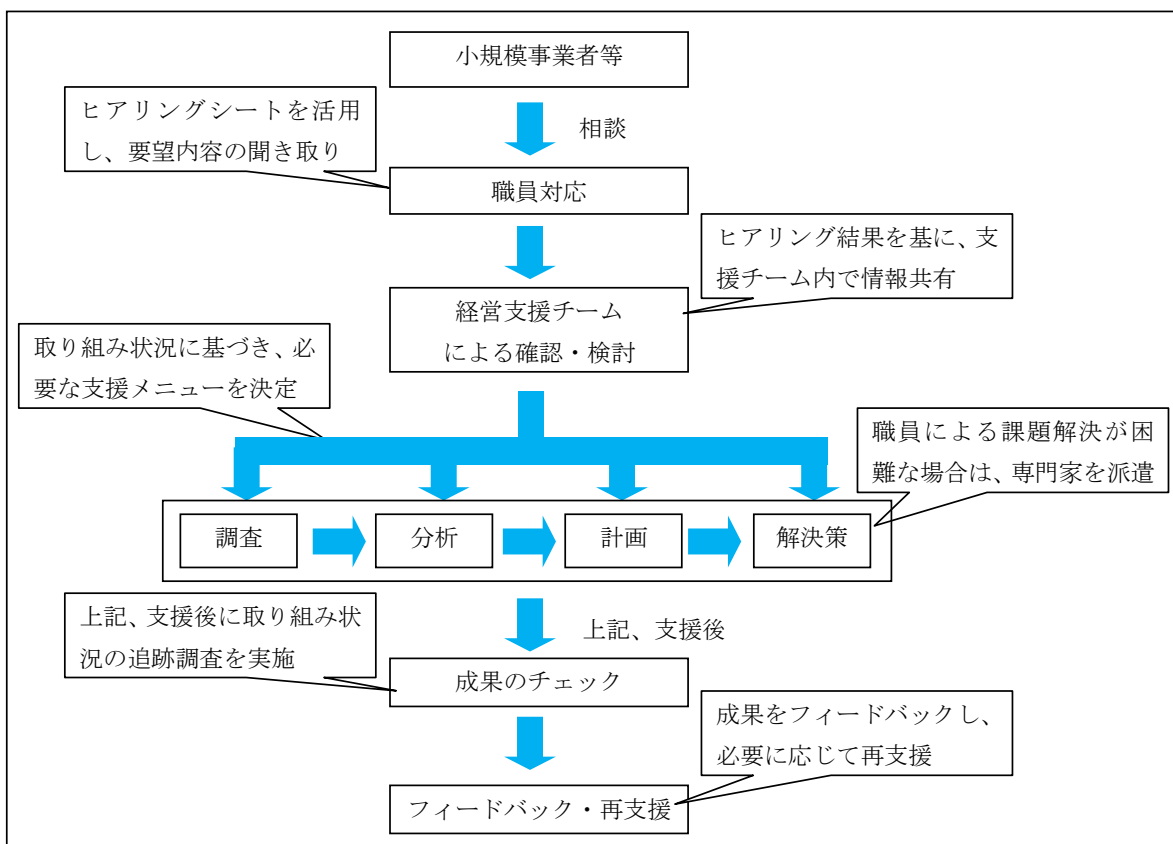 小規模事業者等
ヒアリングシートを活用
し、要望内容の聞き取り
相談
職員対応
ヒアリング結果を基に、支
援チーム内で情報共有
経営支援チーム
による確認・検討
取り組み状況に基づき、必
要な支援メニューを決定
職員による課題解決が困
難な場合は、専門家を派遣
調査
分析
計画
解決策
上記、支援後に取り組み状
況の追跡調査を実施
上記、支援後
成果のチェック
成果をフィードバックし、
必要に応じて再支援
フィードバック・再支援